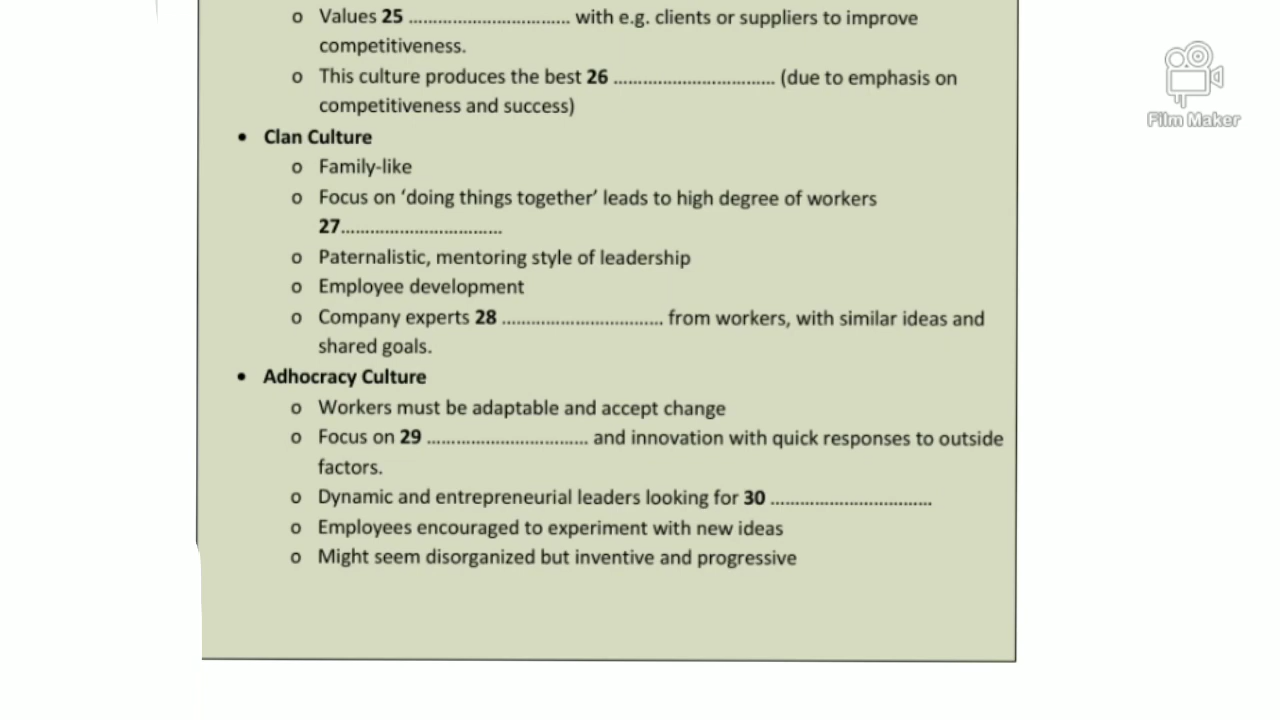 o Values 25 ................................. with e.g. clients or suppliers to improve
competitiveness.
o This culture produces the best 26 ................................. (due to emphasis on
competitiveness and success)
• Clan Culture
o Family-like
o Focus on ‘doing things together’ leads to high degree of workers
27.................................
o Paternalistic, mentoring style of leadership
o Employee development
o Company experts 28 ................................. from workers, with similar ideas and
shared goals.
• Adhocracy Culture
o Workers must be adaptable and accept change
o Focus on 29 ................................. and innovation with quick responses to outside
factors.
o Dynamic and entrepreneurial leaders looking for 30 .................................
o Employees encouraged to experiment with new ideas
o Might seem disorganized but inventive and progressive
Film Maker